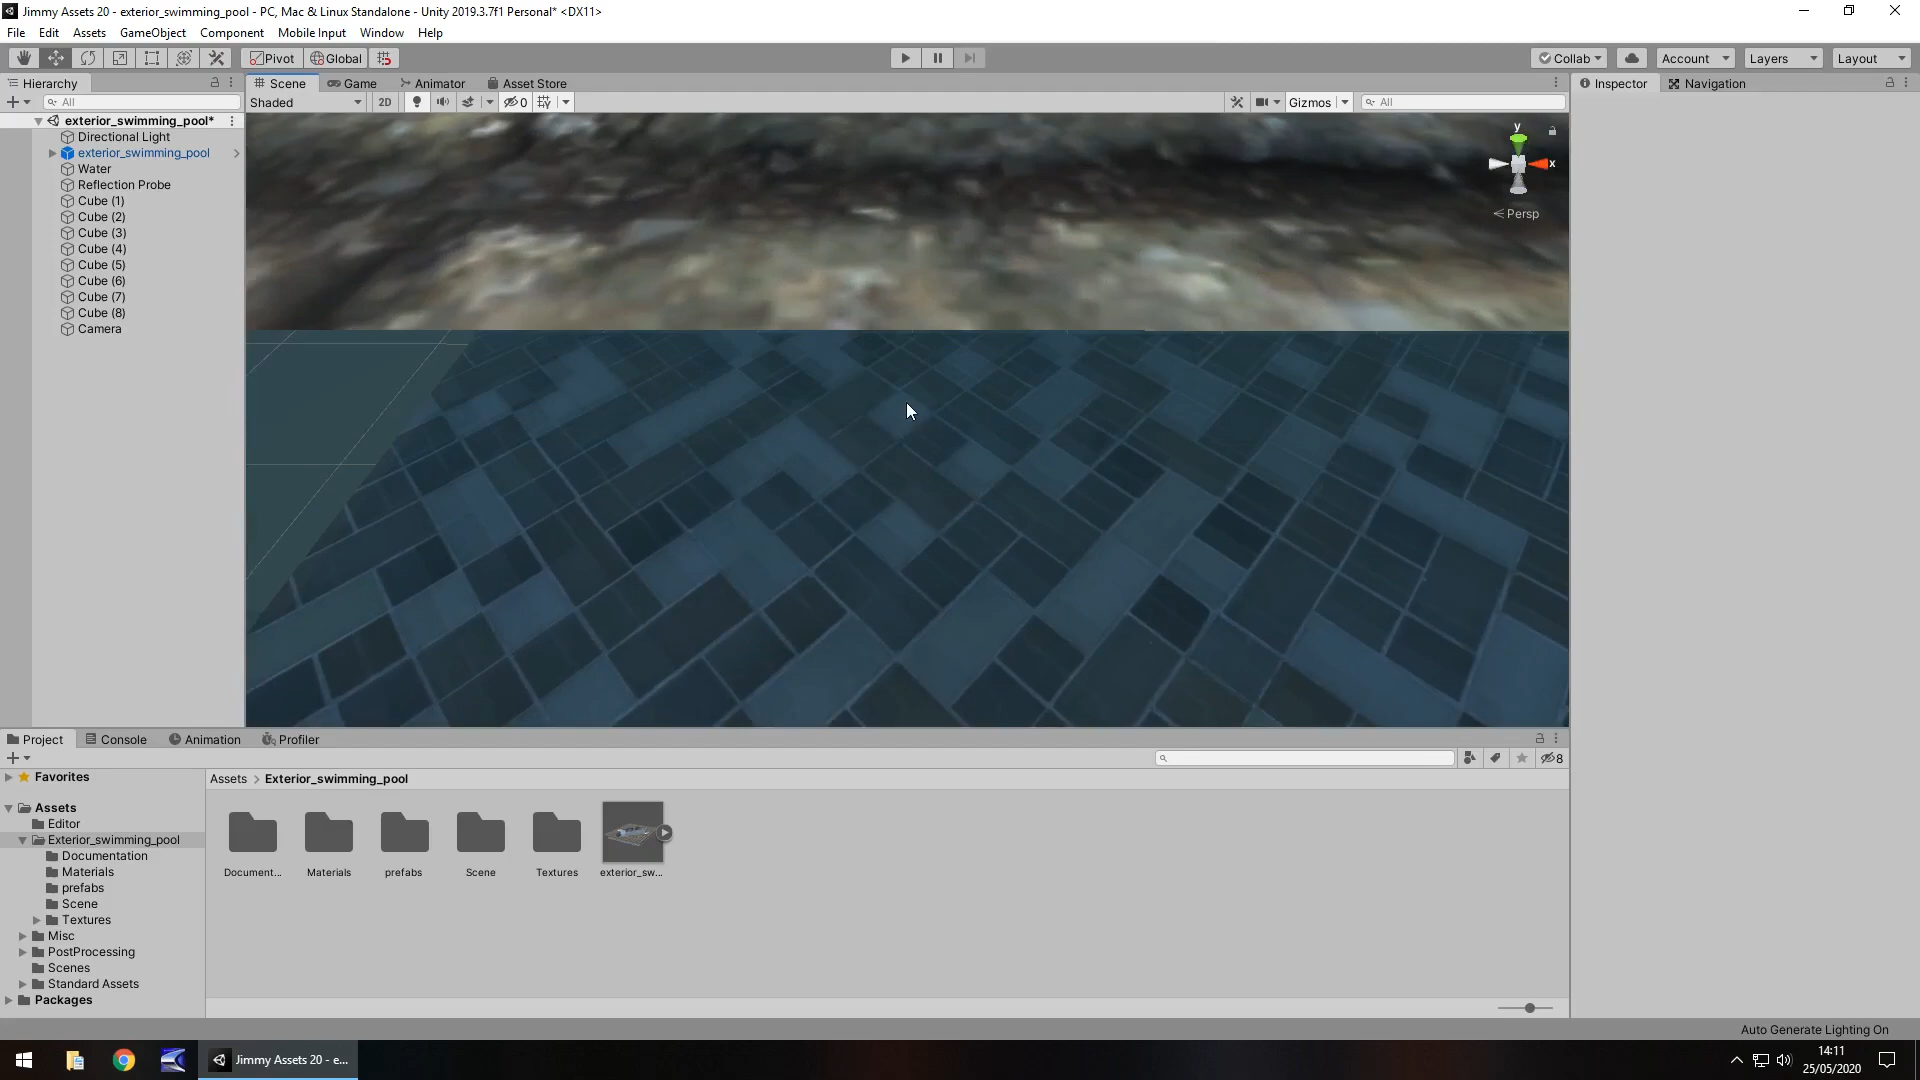 Jimmy Assets 20 - exterior_swimming_pool - PC, Mac & Linux Standalone - Unity 2019.3.7f1 Personal* <DX11>
File Edit Assets GameObject Component Mobile Input Window Help
Pivot Global Collab Account Layers Layout
Hierarchy Scene Game Animator Asset Store Inspector Navigation
All Shaded 2D 0 Gizmos All
exterior_swimming_pool*
Directional Light
exterior_swimming_pool
Water
Reflection Probe
Cube (1)
Cube (2)
Cube (3)
Cube (4)
Cube (5)
Cube (6)
Cube (7)
Cube (8)
Camera
y
x
Persp
Project Console Animation Profiler
8
Favorites
Assets
Editor
Exterior_swimming_pool
Documentation
Materials
prefabs
Scene
Textures
Misc
PostProcessing
Scenes
Standard Assets
Packages
Assets > Exterior_swimming_pool
Document... Materials prefabs Scene Textures exterior_sw...
Auto Generate Lighting On
Jimmy Assets 20 - e...
14:11
25/05/2020